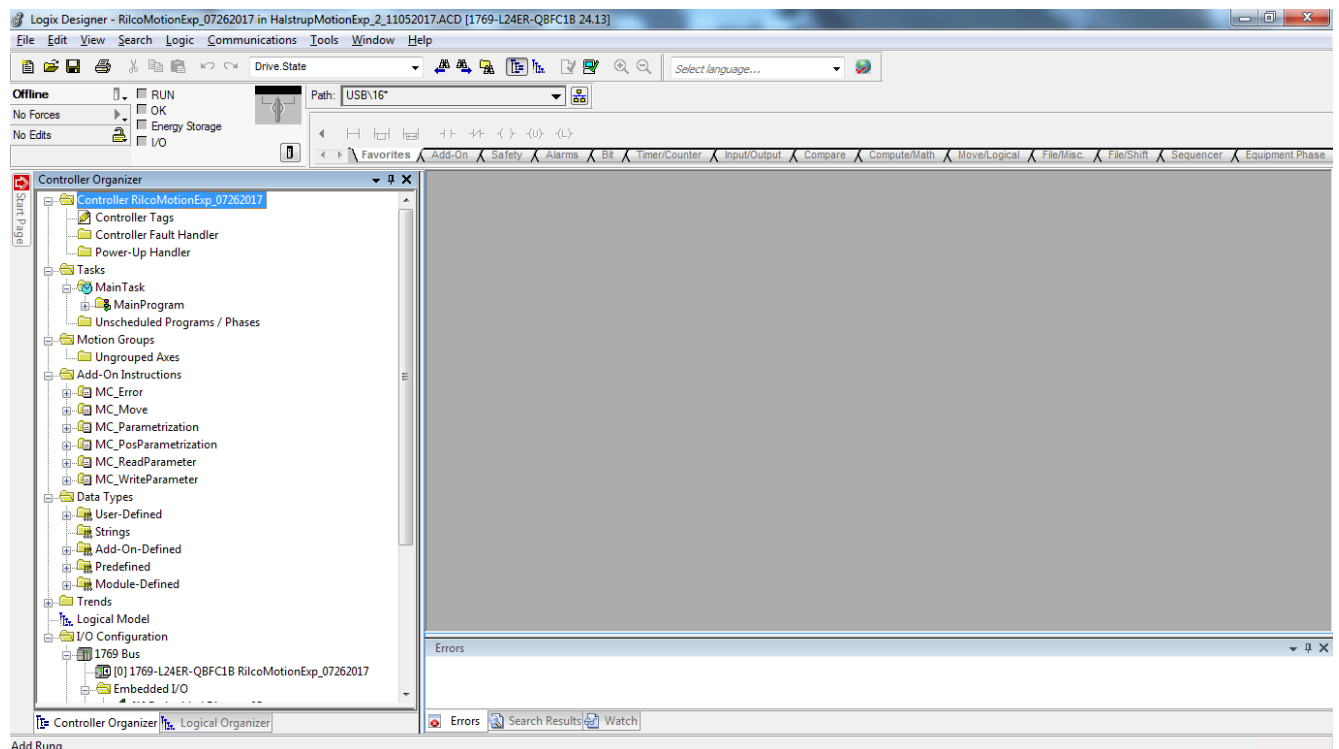 Logix Designer - RilcoMotionExp_07262017 in HalstrupMotionExp_2_11052017.ACD [1769-L24ER-QBFC1B 24.13]
File Edit View Search Logic Communications Tools Window Help
Drive.State
Select language...
Offline
RUN
Path: USB\16*
No Forces
OK
No Edits
Energy Storage
I/O
Favorites Add-On Safety Alarms Bit Timer/Counter Input/Output Compare Compute/Math Move/Logical File/Misc. File/Shift Sequencer Equipment Phase
Start Page
Controller Organizer
Controller RilcoMotionExp_07262017
Controller Tags
Controller Fault Handler
Power-Up Handler
Tasks
MainTask
MainProgram
Unscheduled Programs / Phases
Motion Groups
Ungrouped Axes
Add-On Instructions
MC_Error
MC_Move
MC_Parametrization
MC_PosParametrization
MC_ReadParameter
MC_WriteParameter
Data Types
User-Defined
Strings
Add-On-Defined
Predefined
Module-Defined
Trends
Logical Model
I/O Configuration
1769 Bus
[0] 1769-L24ER-QBFC1B RilcoMotionExp_07262017
Embedded I/O
Controller Organizer Logical Organizer
Errors
Errors Search Results Watch
Add Rung